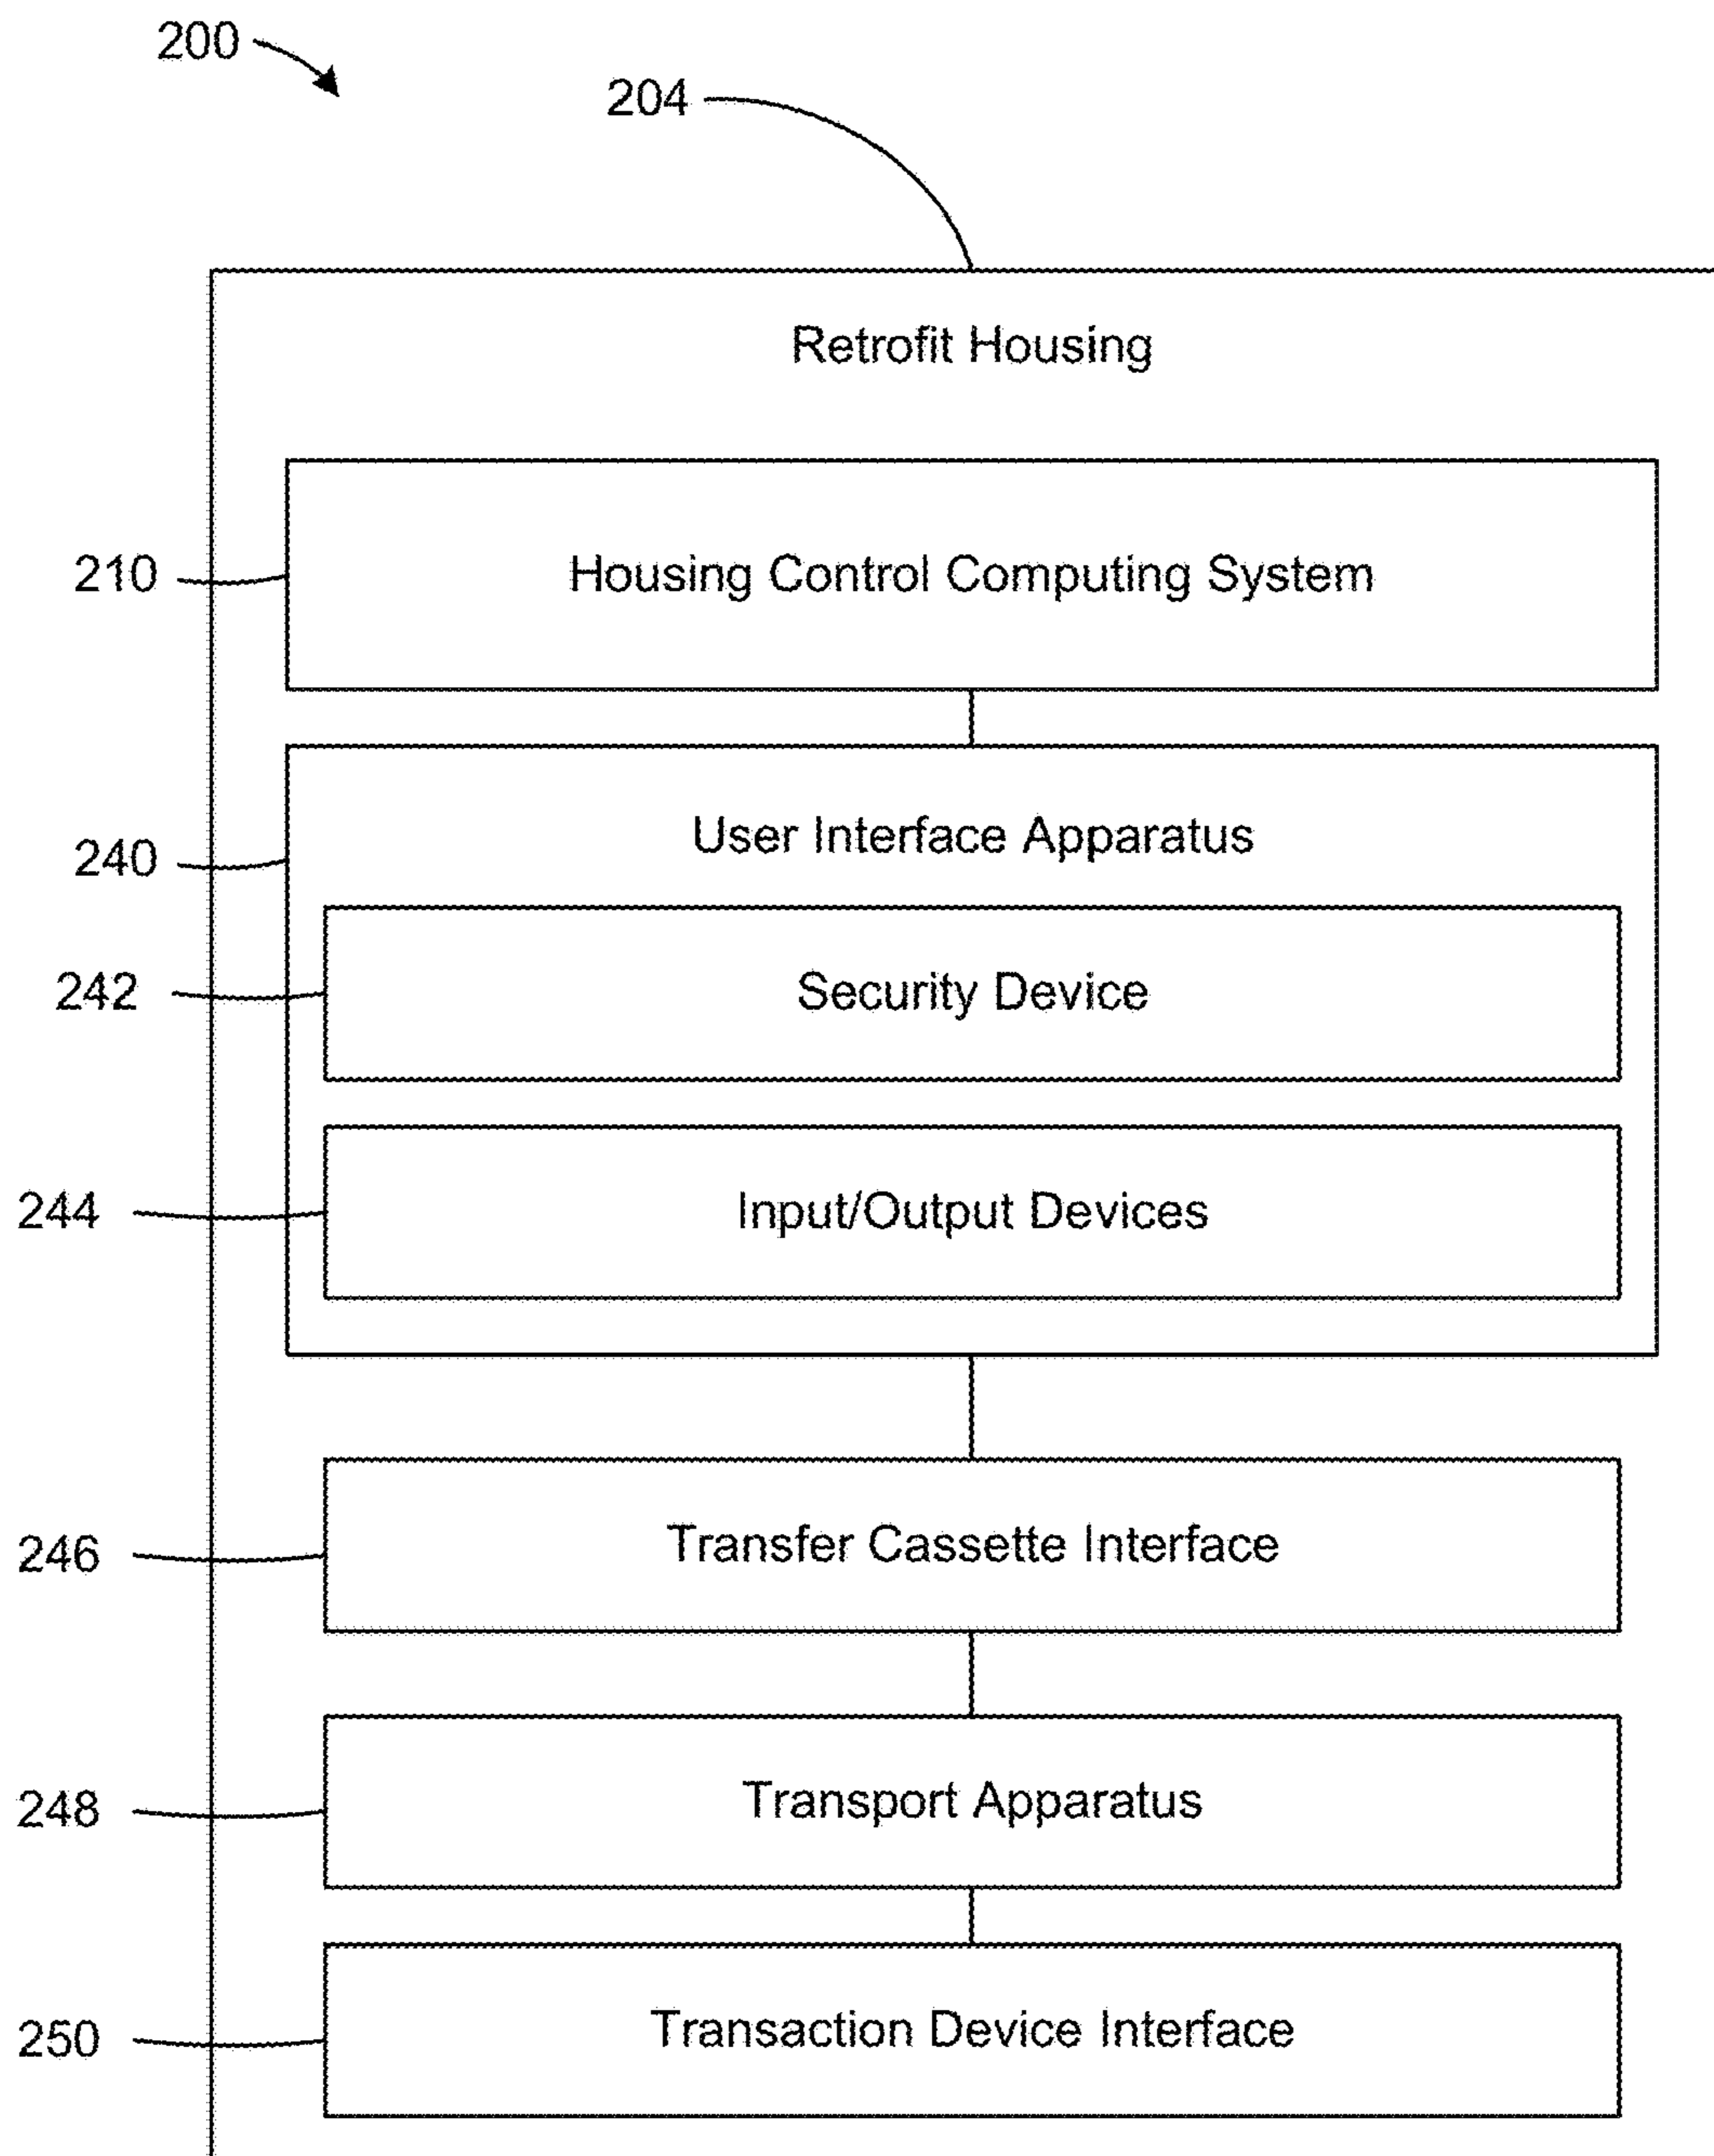 200
204
Retrofit Housing
210
Housing Control Computing System
240
User Interface Apparatus
242
Security Device
244
Input/Output Devices
246
Transfer Cassette Interface
248
Transport Apparatus
250
Transaction Device Interface